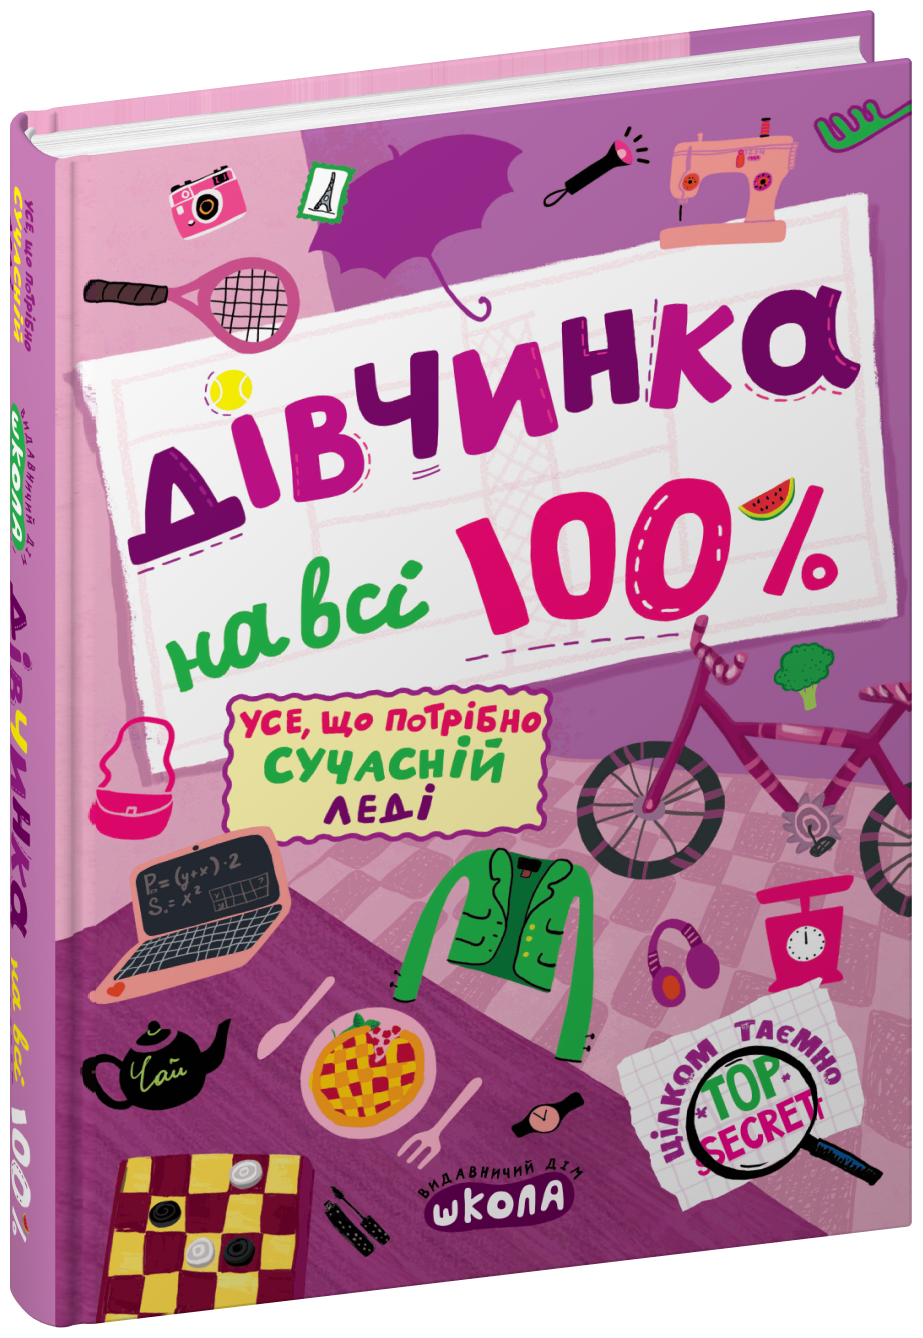 ДІВЧИНКА
на всі 100%
УСЕ, ЩО ПОТРІБНО
СУЧАСНІЙ
ЛЕДІ
P = (y+x)·2
S = x²
Чай
ЦІЛКОМ ТАЄМНО
TOP
SECRET
ВИДАВНИЧИЙ ДІМ
ШКОЛА
УСЕ, ЩО ПОТРІБНО
СУЧАСНІЙ
ВИДАВНИЧИЙ ДІМ
ШКОЛА
ДІВЧИНКА на всі 100%